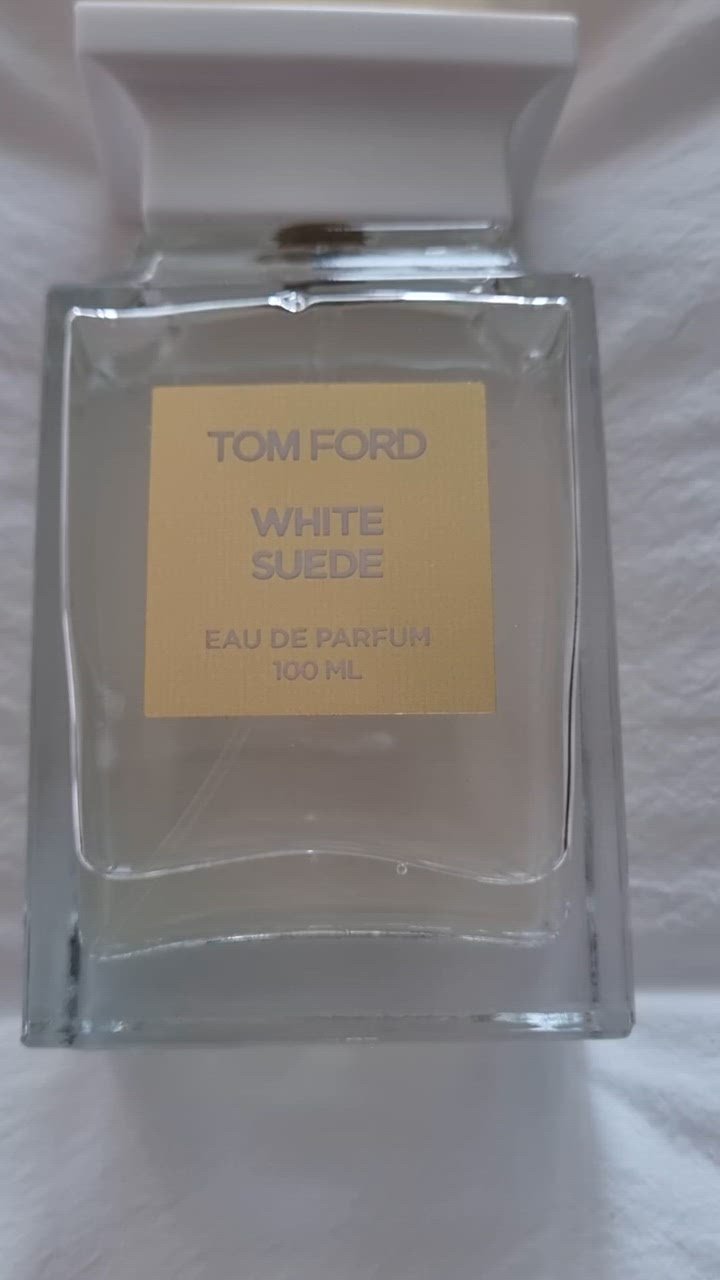 TOM FORD
WHITE
SUEDE
EAU DE PARFUM
100 ML